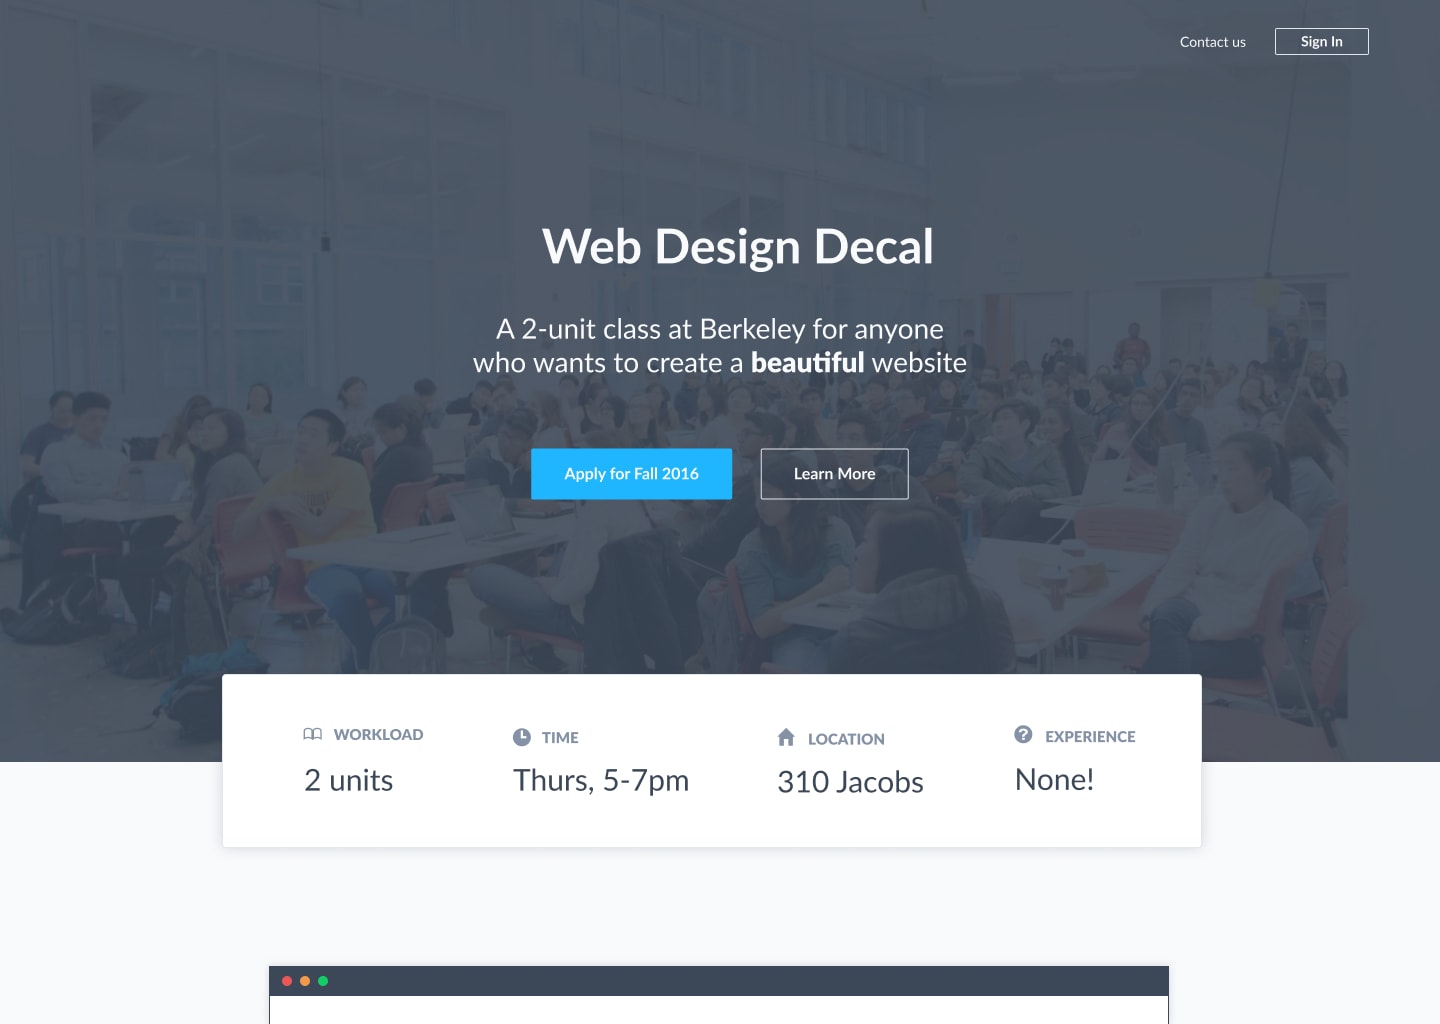 Contact us
Sign In
Web Design Decal
A 2-unit class at Berkeley for anyone
who wants to create a beautiful website
Apply for Fall 2016
Learn More
WORKLOAD
2 units
TIME
Thurs, 5-7pm
LOCATION
310 Jacobs
EXPERIENCE
None!